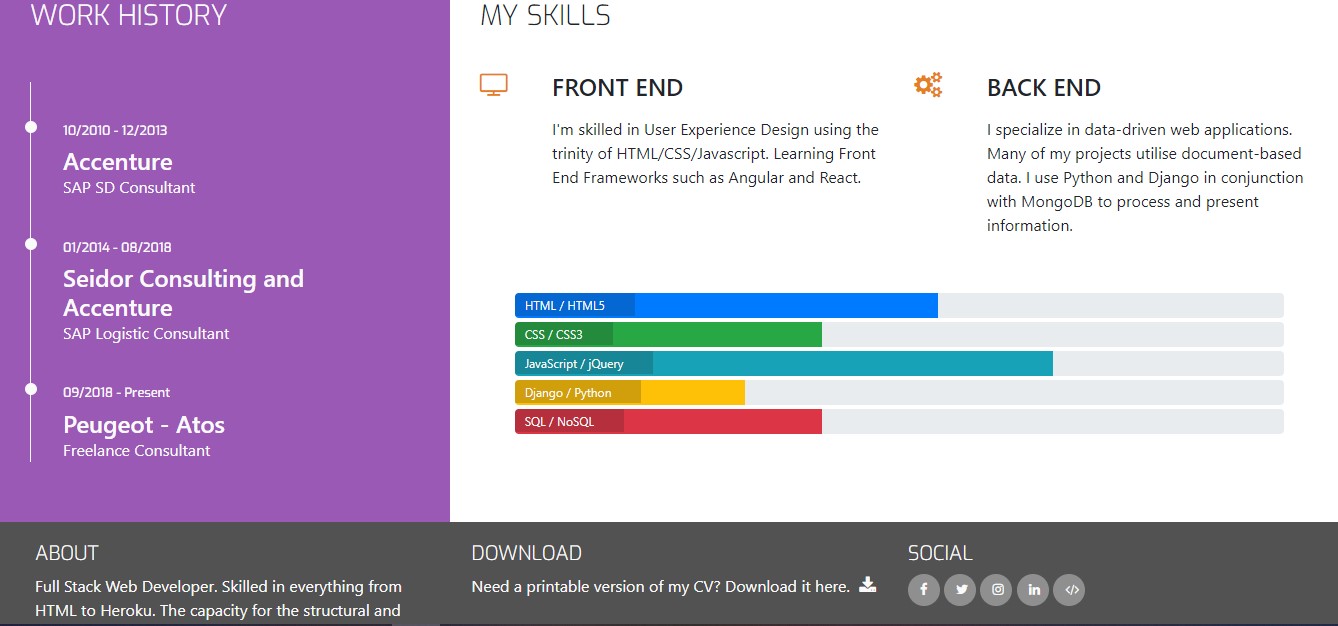 WORK HISTORY
10/2010 - 12/2013
Accenture
SAP SD Consultant
01/2014 - 08/2018
Seidor Consulting and
Accenture
SAP Logistic Consultant
09/2018 - Present
Peugeot - Atos
Freelance Consultant
MY SKILLS
FRONT END
I'm skilled in User Experience Design using the
trinity of HTML/CSS/Javascript. Learning Front
End Frameworks such as Angular and React.
BACK END
I specialize in data-driven web applications.
Many of my projects utilise document-based
data. I use Python and Django in conjunction
with MongoDB to process and present
information.
HTML / HTML5
CSS / CSS3
JavaScript / jQuery
Django / Python
SQL / NoSQL
ABOUT
Full Stack Web Developer. Skilled in everything from
HTML to Heroku. The capacity for the structural and
DOWNLOAD
Need a printable version of my CV? Download it here.
SOCIAL